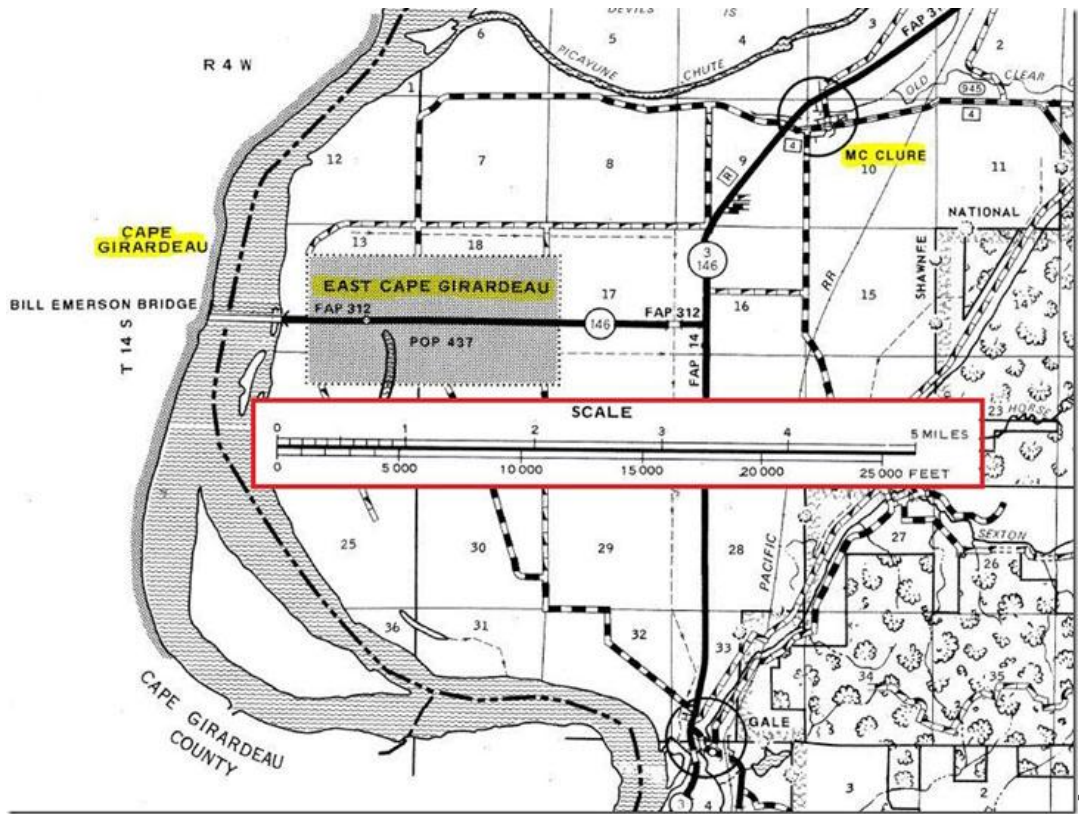 DEVILS IS
R 4 W
6
5
4
3
FAP 31
2
PICAYUNE CHUTE
OLD CLEAR
1
945
4
12
7
8
9
4
MC CLURE
10
11
R
NATIONAL
CAPE
GIRARDEAU
13
18
3
146
RR
SHAWNEE
EAST CAPE GIRARDEAU
17
16
15
14
BILL EMERSON BRIDGE
FAP 312
FAP 312
146
POP 437
T 14 S
FAP 14
SCALE
0 1 2 3 4 5 MILES
0 5000 10000 15000 20000 25000 FEET
23 HORSE
25
30
29
28
PACIFIC
27
SEXTON
26
36
31
32
33
34
35
CAPE GIRARDEAU
COUNTY
GALE
3
4
3
2